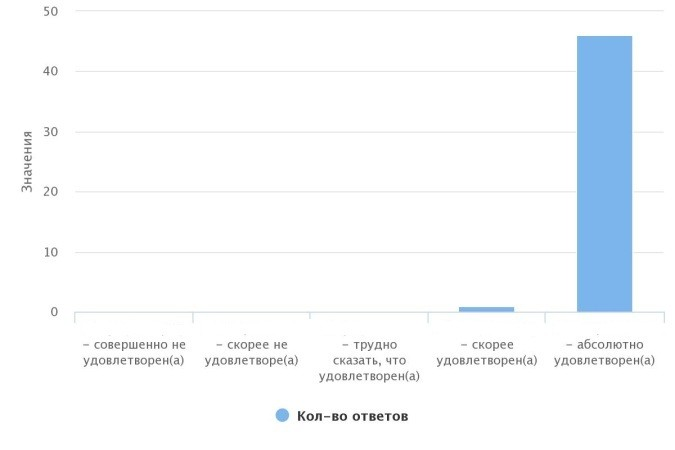 50
40
30
20
10
0
Значения
– совершенно не
удовлетворен(а)
– скорее не
удовлетворе(а)
– трудно
сказать, что
удовлетворен(а)
– скорее
удовлетворен(а)
– абсолютно
удовлетворен(а)
Кол-во ответов